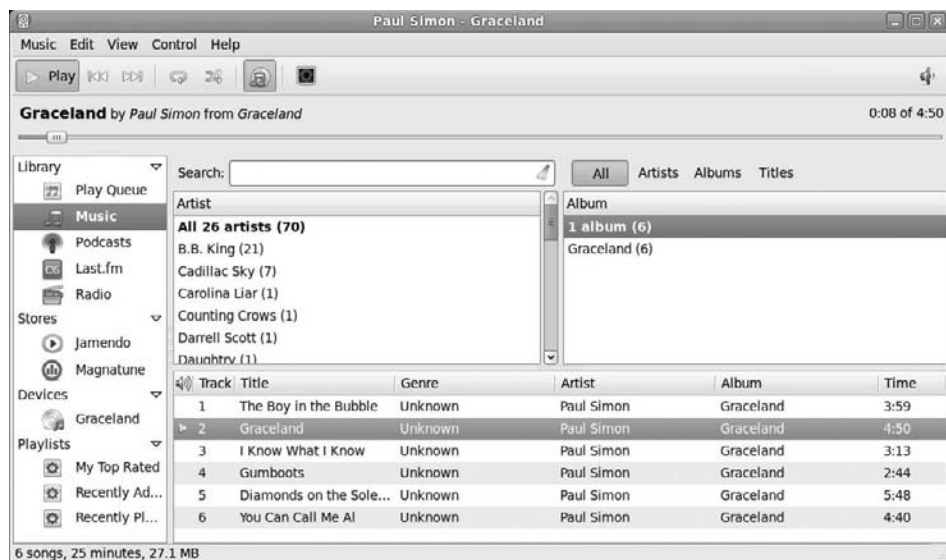 Paul Simon - Graceland
Music Edit View Control Help
Play
Graceland by Paul Simon from Graceland 0:08 of 4:50
Library
Play Queue
Music
Podcasts
Last.fm
Radio
Stores
Jamendo
Magnatune
Devices
Graceland
Playlists
My Top Rated
Recently Ad...
Recently Pl...
Search: All Artists Albums Titles
Artist
All 26 artists (70)
B.B. King (21)
Cadillac Sky (7)
Carolina Liar (1)
Counting Crows (1)
Darrell Scott (1)
Daughtry (1)
Album
1 album (6)
Graceland (6)
Track Title Genre Artist Album Time
1 The Boy in the Bubble Unknown Paul Simon Graceland 3:59
2 Graceland Unknown Paul Simon Graceland 4:50
3 I Know What I Know Unknown Paul Simon Graceland 3:13
4 Gumboots Unknown Paul Simon Graceland 2:44
5 Diamonds on the Sole... Unknown Paul Simon Graceland 5:48
6 You Can Call Me Al Unknown Paul Simon Graceland 4:40
6 songs, 25 minutes, 27.1 MB